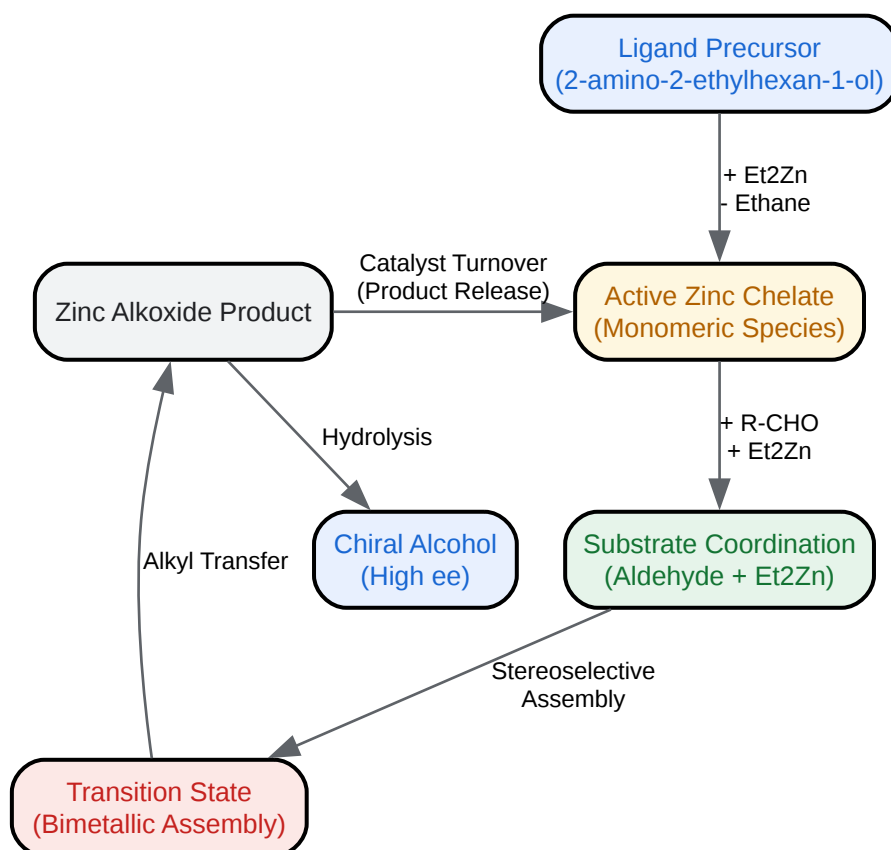 Ligand Precursor
(2-amino-2-ethylhexan-1-ol)
+ Et2Zn
- Ethane
Catalyst Turnover
(Product Release)
Zinc Alkoxide Product
Active Zinc Chelate
(Monomeric Species)
+ R-CHO
+ Et2Zn
Hydrolysis
Chiral Alcohol
(High ee)
Substrate Coordination
(Aldehyde + Et2Zn)
Alkyl Transfer
Stereoselective
Assembly
Transition State
(Bimetallic Assembly)